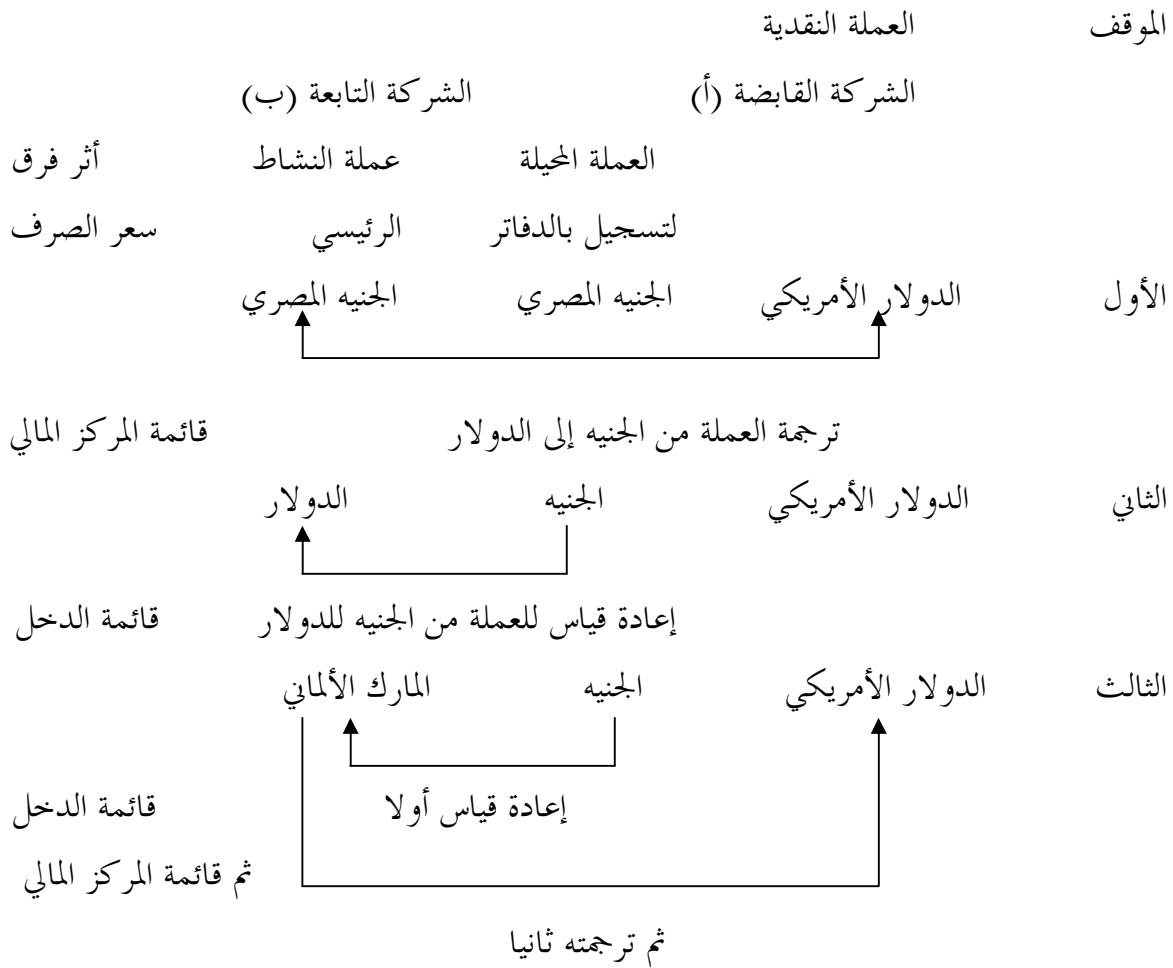 الموقف العملة النقدية
الشركة القابضة (أ) الشركة التابعة (ب)
العملة المحيلة عملة النشاط أثر فرق
لتسجيل بالدفاتر الرئيسي سعر الصرف
الأول الدولار الأمريكي الجنيه المصري الجنيه المصري
ترجمة العملة من الجنيه إلى الدولار قائمة المركز المالي
الثاني الدولار الأمريكي الجنيه الدولار
إعادة قياس للعملة من الجنيه للدولار قائمة الدخل
الثالث الدولار الأمريكي الجنيه المارك الألماني
إعادة قياس أولا قائمة الدخل
ثم قائمة المركز المالي
ثم ترجمته ثانيا